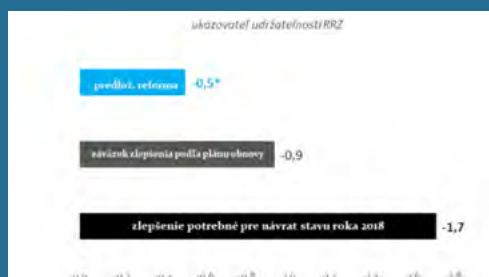 ukazovateľ udržateľnosti RRZ
predlož. reforma -0,5*
záväzok zlepšenia podľa plánu obnovy -0,9
zlepšenie potrebné pre návrat stavu roka 2018 -1,7